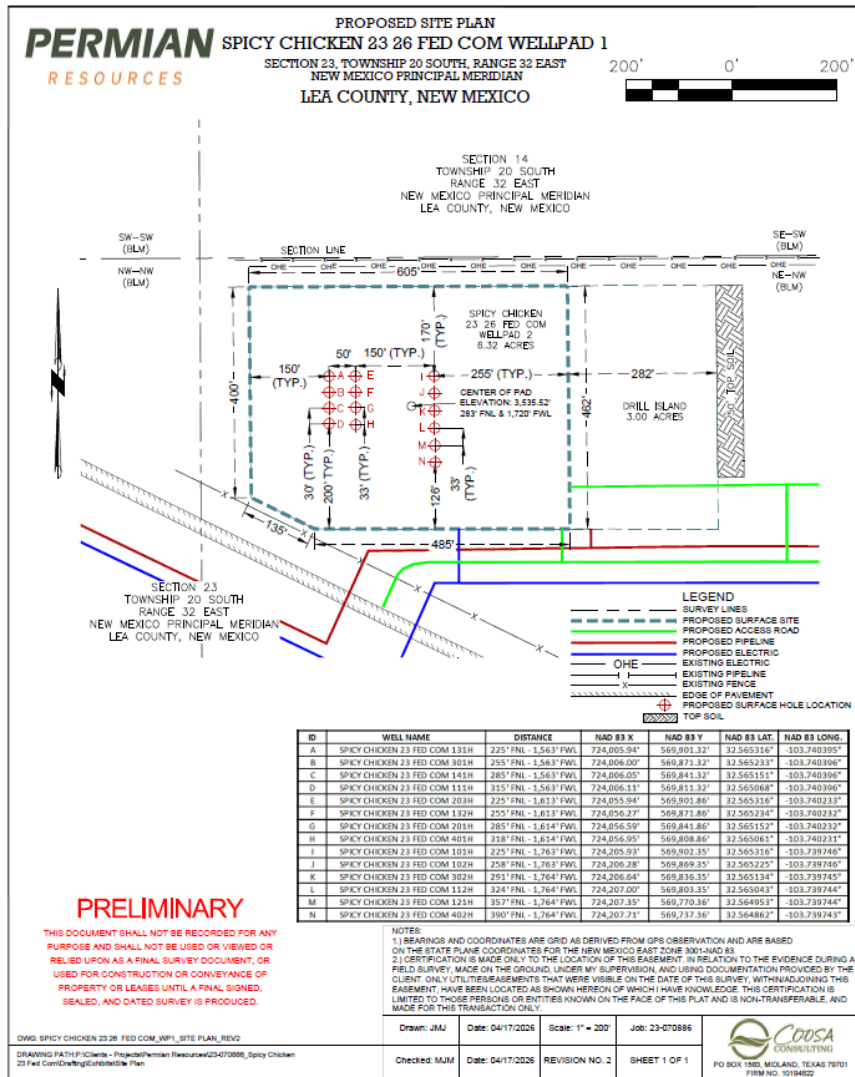 PERMIAN
RESOURCES
PROPOSED SITE PLAN
SPICY CHICKEN 23 26 FED COM WELLPAD 1
SECTION 23, TOWNSHIP 20 SOUTH, RANGE 32 EAST
NEW MEXICO PRINCIPAL MERIDIAN
LEA COUNTY, NEW MEXICO
200' 0' 200'
SECTION 14
TOWNSHIP 20 SOUTH
RANGE 32 EAST
NEW MEXICO PRINCIPAL MERIDIAN
LEA COUNTY, NEW MEXICO
SW-SW
(BLM)
NW-NW
(BLM)
SE-SW
(BLM)
NE-NW
(BLM)
SECTION LINE
OHE OHE OHE OHE OHE OHE OHE OHE OHE OHE OHE OHE
605'
SPICY CHICKEN
23 26 FED COM
WELLPAD 2
6.32 ACRES
170'
(TYP.)
50'
150' (TYP.)
150'
(TYP.)
255' (TYP.)
282'
400'
462'
50' TOP SOIL
A E I
B F J
C G K
D H L
M
N
CENTER OF PAD
ELEVATION: 3,535.52'
283' FNL & 1,720' FWL
DRILL ISLAND
3.00 ACRES
30' (TYP.)
200' TYP.)
33' (TYP.)
126'
33'
(TYP.)
135'
485'
SECTION 23
TOWNSHIP 20 SOUTH
RANGE 32 EAST
NEW MEXICO PRINCIPAL MERIDIAN
LEA COUNTY, NEW MEXICO
LEGEND
SURVEY LINES
PROPOSED SURFACE SITE
PROPOSED ACCESS ROAD
PROPOSED PIPELINE
PROPOSED ELECTRIC
OHE EXISTING ELECTRIC
EXISTING PIPELINE
x EXISTING FENCE
EDGE OF PAVEMENT
PROPOSED SURFACE HOLE LOCATION
TOP SOIL
ID WELL NAME DISTANCE NAD 83 X NAD 83 Y NAD 83 LAT. NAD 83 LONG.
A SPICY CHICKEN 23 FED COM 131H 225' FNL - 1,563' FWL 724,005.94' 569,901.32' 32.565316° -103.740395°
B SPICY CHICKEN 23 FED COM 301H 255' FNL - 1,563' FWL 724,006.00' 569,871.32' 32.565233° -103.740396°
C SPICY CHICKEN 23 FED COM 141H 285' FNL - 1,563' FWL 724,006.05' 569,841.32' 32.565151° -103.740396°
D SPICY CHICKEN 23 FED COM 111H 315' FNL - 1,563' FWL 724,006.11' 569,811.32' 32.565068° -103.740396°
E SPICY CHICKEN 23 FED COM 203H 225' FNL - 1,613' FWL 724,055.94' 569,901.86' 32.565316° -103.740233°
F SPICY CHICKEN 23 FED COM 132H 255' FNL - 1,613' FWL 724,056.27' 569,871.86' 32.565234° -103.740232°
G SPICY CHICKEN 23 FED COM 201H 285' FNL - 1,614' FWL 724,056.59' 569,841.86' 32.565152° -103.740232°
H SPICY CHICKEN 23 FED COM 401H 318' FNL - 1,614' FWL 724,056.95' 569,808.86' 32.565061° -103.740231°
I SPICY CHICKEN 23 FED COM 101H 225' FNL - 1,763' FWL 724,205.93' 569,902.35' 32.565316° -103.739746°
J SPICY CHICKEN 23 FED COM 102H 258' FNL - 1,763' FWL 724,206.28' 569,869.35' 32.565225° -103.739746°
K SPICY CHICKEN 23 FED COM 302H 291' FNL - 1,764' FWL 724,206.64' 569,836.35' 32.565134° -103.739745°
L SPICY CHICKEN 23 FED COM 112H 324' FNL - 1,764' FWL 724,207.00' 569,803.35' 32.565043° -103.739744°
M SPICY CHICKEN 23 FED COM 121H 357' FNL - 1,764' FWL 724,207.35' 569,770.36' 32.564953° -103.739744°
N SPICY CHICKEN 23 FED COM 402H 390' FNL - 1,764' FWL 724,207.71' 569,737.36' 32.564862° -103.739743°
PRELIMINARY
THIS DOCUMENT SHALL NOT BE RECORDED FOR ANY
PURPOSE AND SHALL NOT BE USED OR VIEWED OR
RELIED UPON AS A FINAL SURVEY DOCUMENT, OR
USED FOR CONSTRUCTION OR CONVEYANCE OF
PROPERTY OR LEASES UNTIL A FINAL SIGNED,
SEALED, AND DATED SURVEY IS PRODUCED.
NOTES:
1.) BEARINGS AND COORDINATES ARE GRID AS DERIVED FROM GPS OBSERVATION AND ARE BASED
ON THE STATE PLANE COORDINATES FOR THE NEW MEXICO EAST ZONE 3001-NAD 83.
2.) CERTIFICATION IS MADE ONLY TO THE LOCATION OF THIS EASEMENT. IN RELATION TO THE EVIDENCE DURING A
FIELD SURVEY, MADE ON THE GROUND, UNDER MY SUPERVISION, AND USING DOCUMENTATION PROVIDED BY THE
CLIENT. ONLY UTILITIES/EASEMENTS THAT WERE VISIBLE ON THE DATE OF THIS SURVEY, WITHIN/ADJOINING THIS
EASEMENT, HAVE BEEN LOCATED AS SHOWN HEREON OF WHICH I HAVE KNOWLEDGE. THIS CERTIFICATION IS
LIMITED TO THOSE PERSONS OR ENTITIES KNOWN ON THE FACE OF THIS PLAT AND IS NON-TRANSFERABLE, AND
MADE FOR THIS TRANSACTION ONLY.
DWG: SPICY CHICKEN 23 26 FED COM_WP1_SITE PLAN_REV2
DRAWING PATH:P:\Clients - Projects\Permian Resources\23-070886_Spicy Chicken
23 Fed Com\Drafting\Exhibits\Site Plan
Drawn: JMJ Date: 04/17/2026 Scale: 1" = 200' Job: 23-070886
Checked: MJM Date: 04/17/2026 REVISION NO. 2 SHEET 1 OF 1
COOSA
CONSULTING
PO BOX 1583, MIDLAND, TEXAS 79701
FIRM NO. 10194822